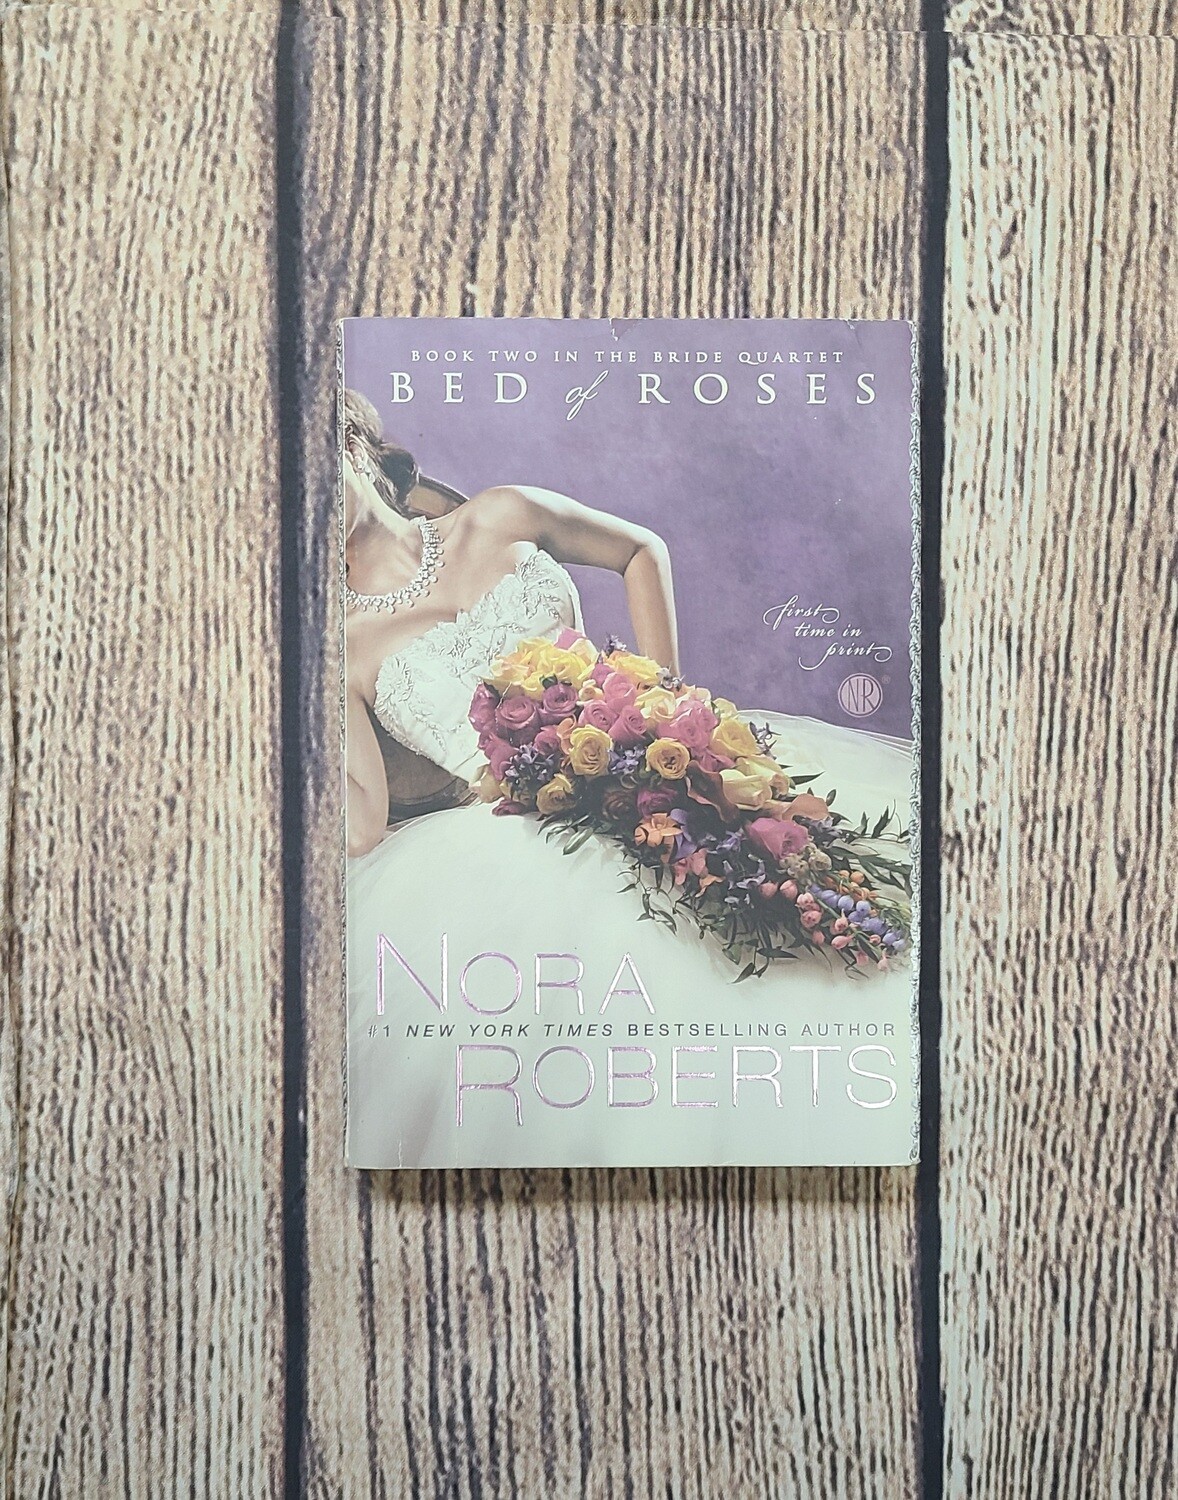 BOOK TWO IN THE BRIDE QUARTET
BED of ROSES
first
time in
print
NR
NORA
#1 NEW YORK TIMES BESTSELLING AUTHOR
ROBERTS